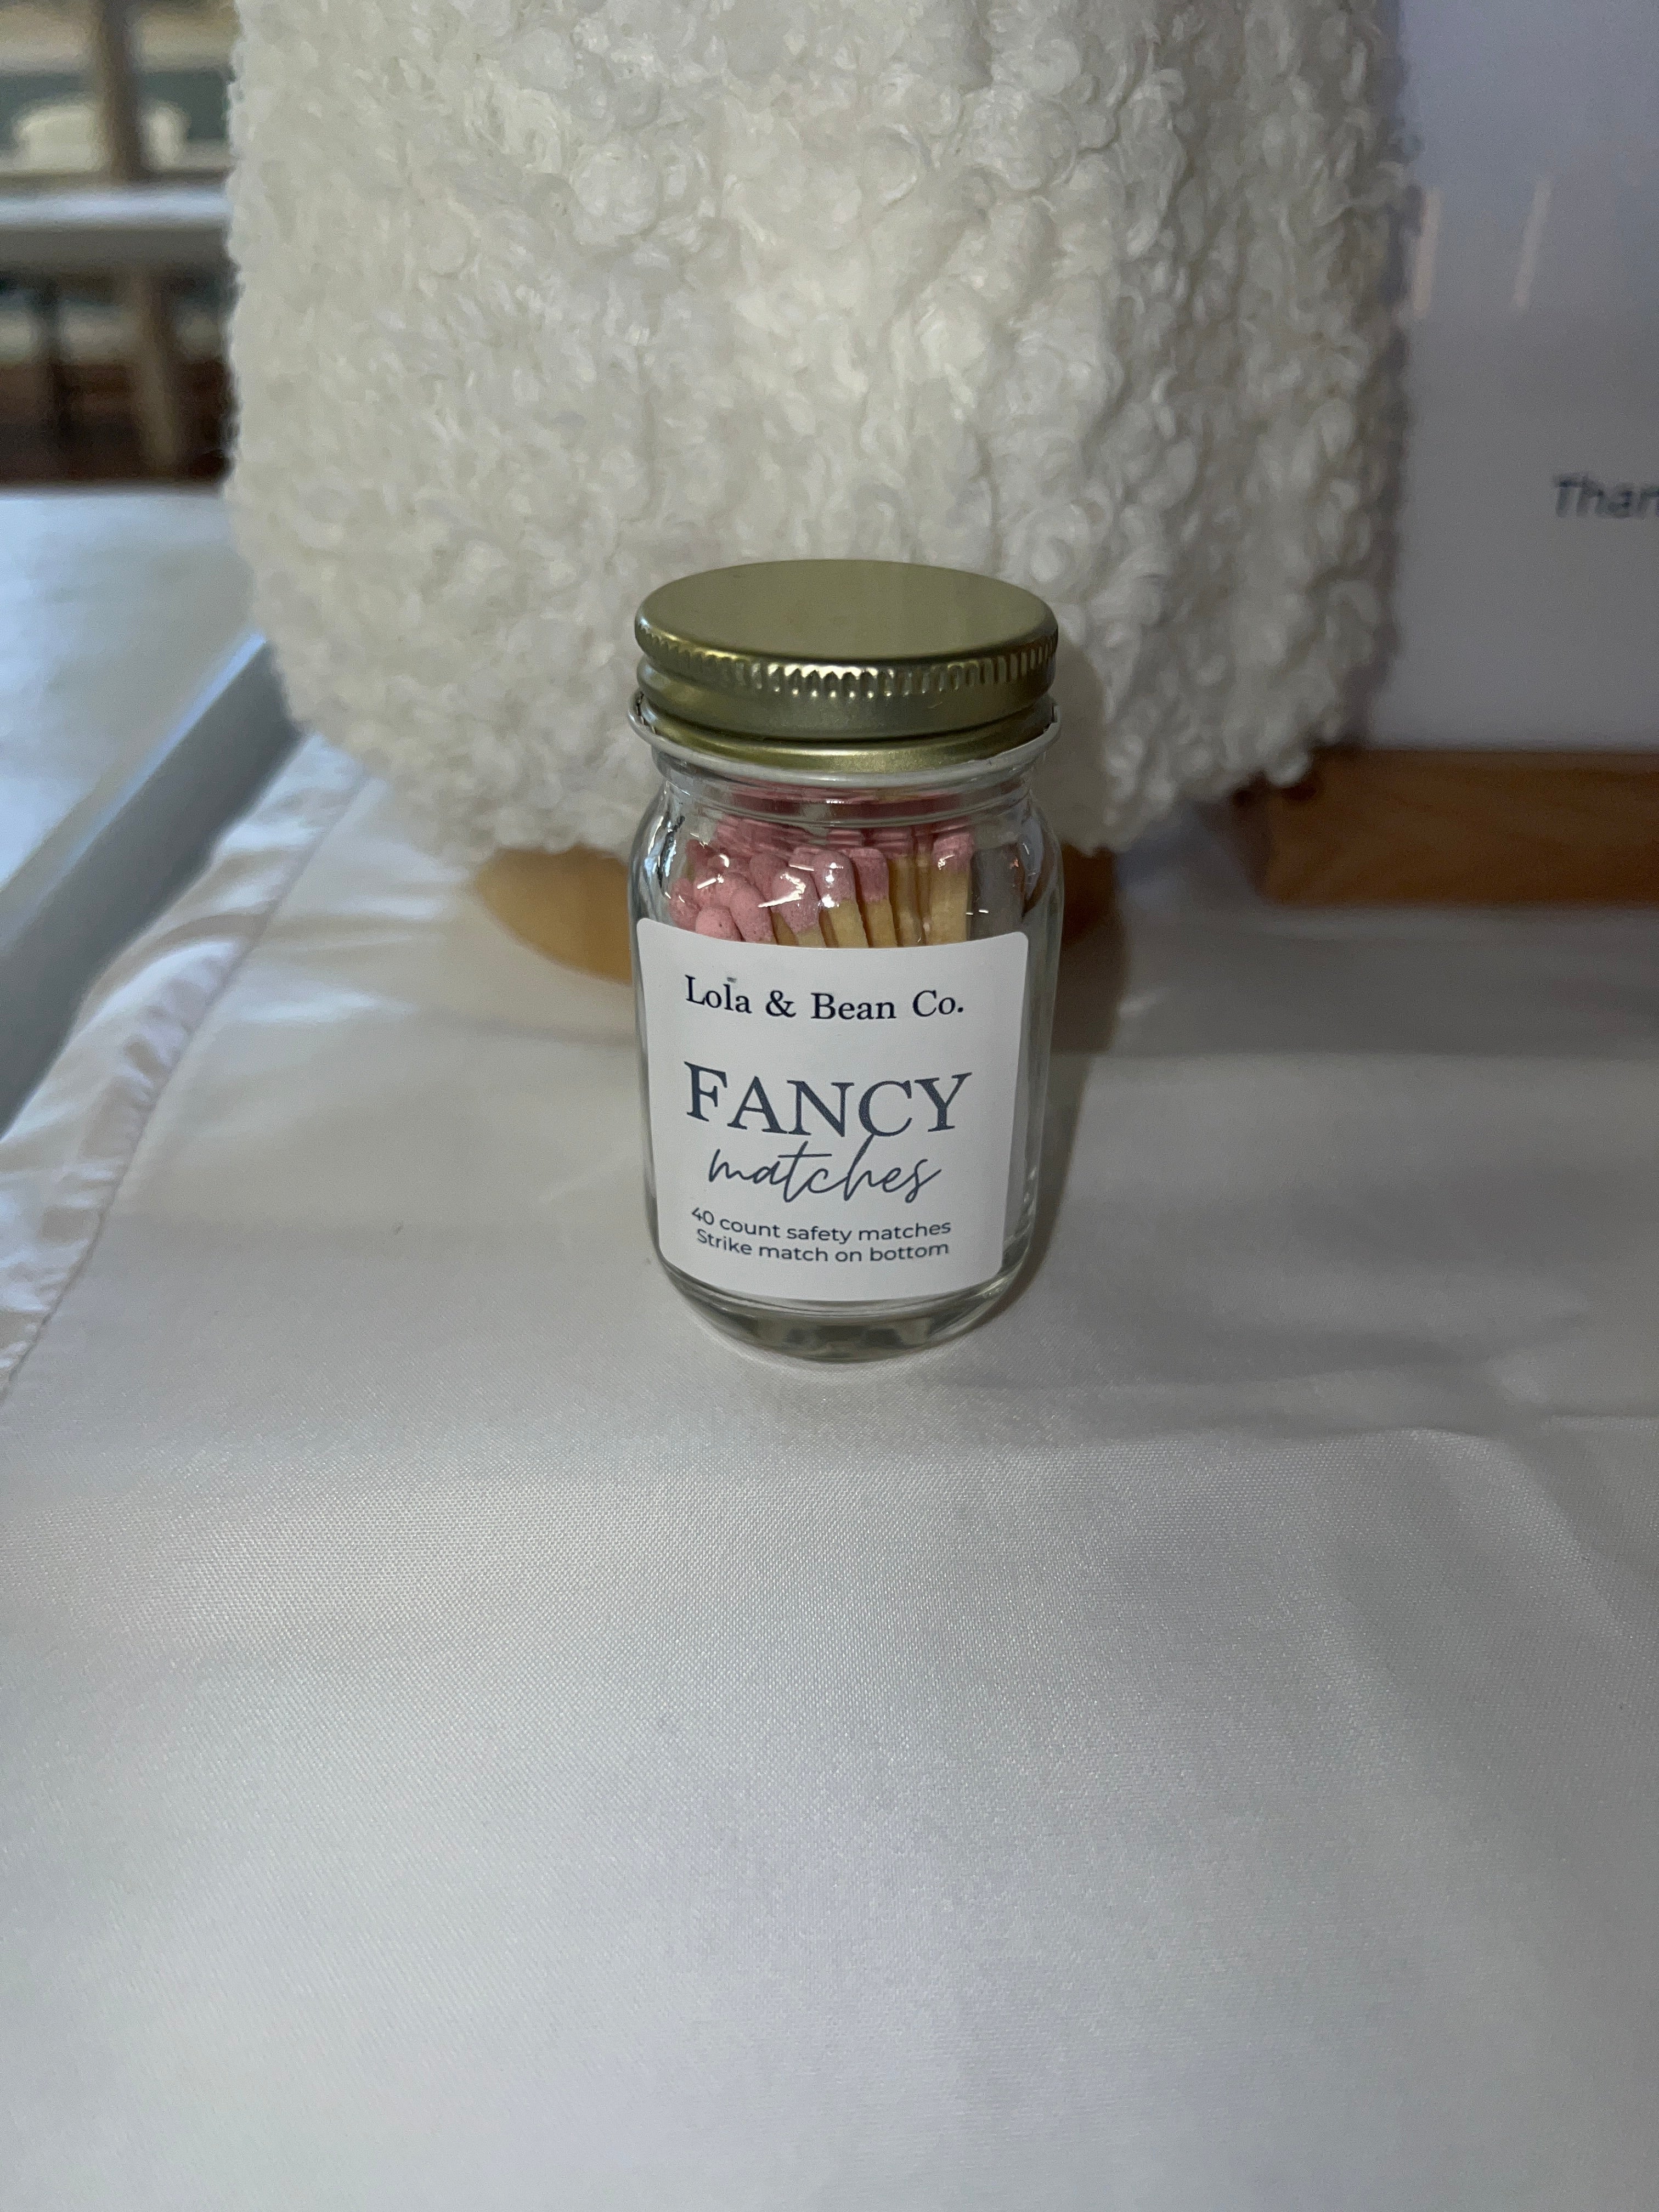 Lola & Bean Co.
FANCY
matches
40 count safety matches
Strike match on bottom